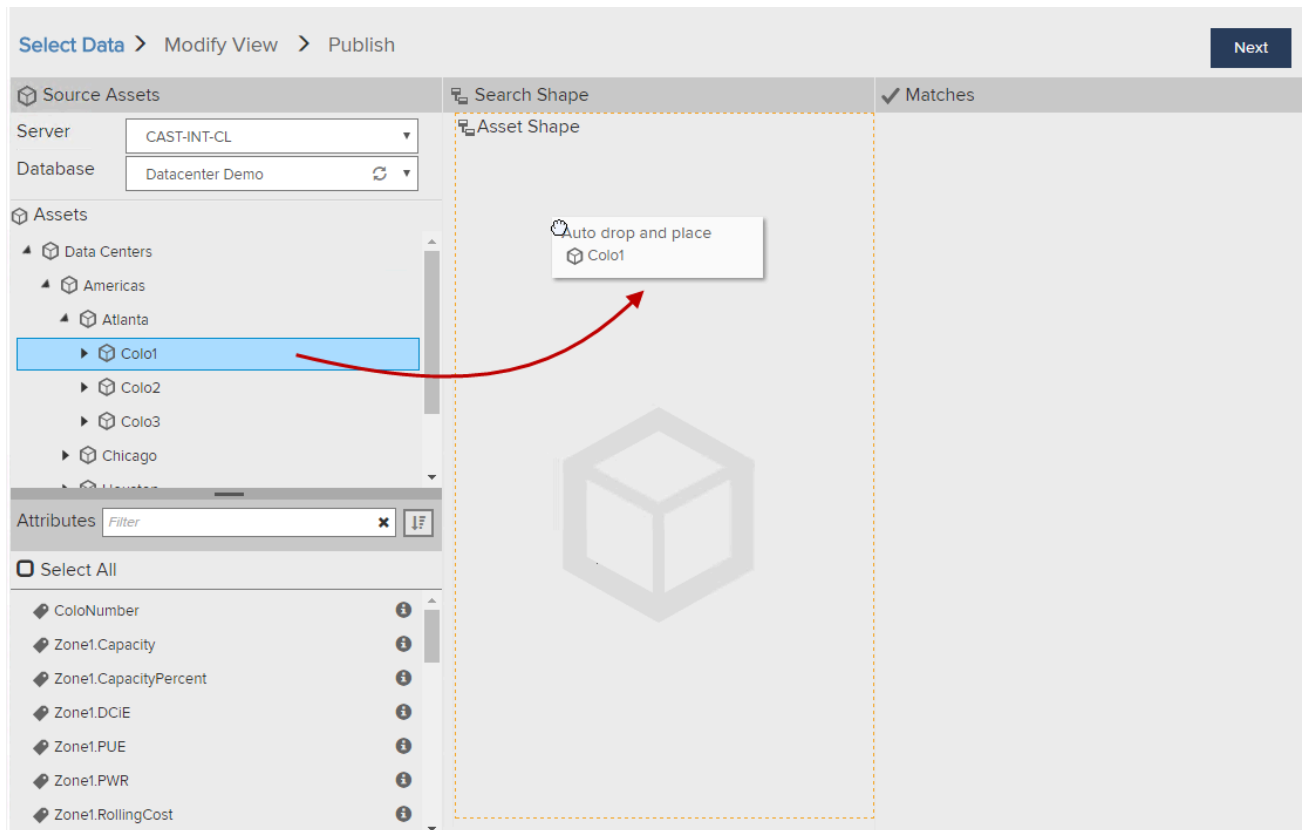 Select Data > Modify View > Publish
Next
Source Assets
Server
CAST-INT-CL
Database
Datacenter Demo
Assets
Data Centers
Americas
Atlanta
Colo1
Colo2
Colo3
Chicago
Attributes
Filter
Select All
ColoNumber
Zone1.Capacity
Zone1.CapacityPercent
Zone1.DCiE
Zone1.PUE
Zone1.PWR
Zone1.RollingCost
Search Shape
Asset Shape
Auto drop and place
Colo1
Matches